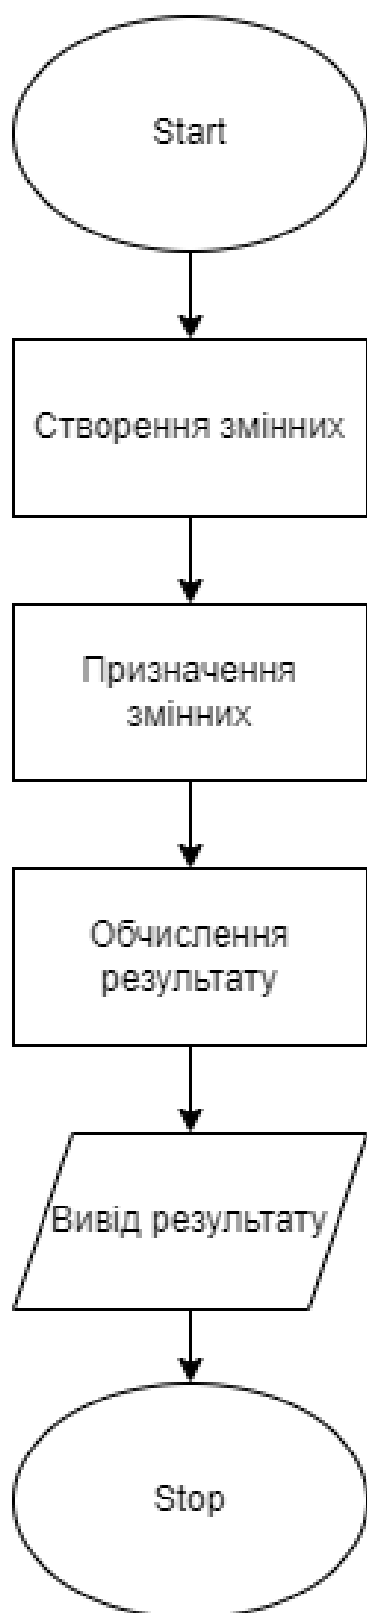 Start
Створення змінних
Призначення
змінних
Обчислення
результату
Вивід результату
Stop